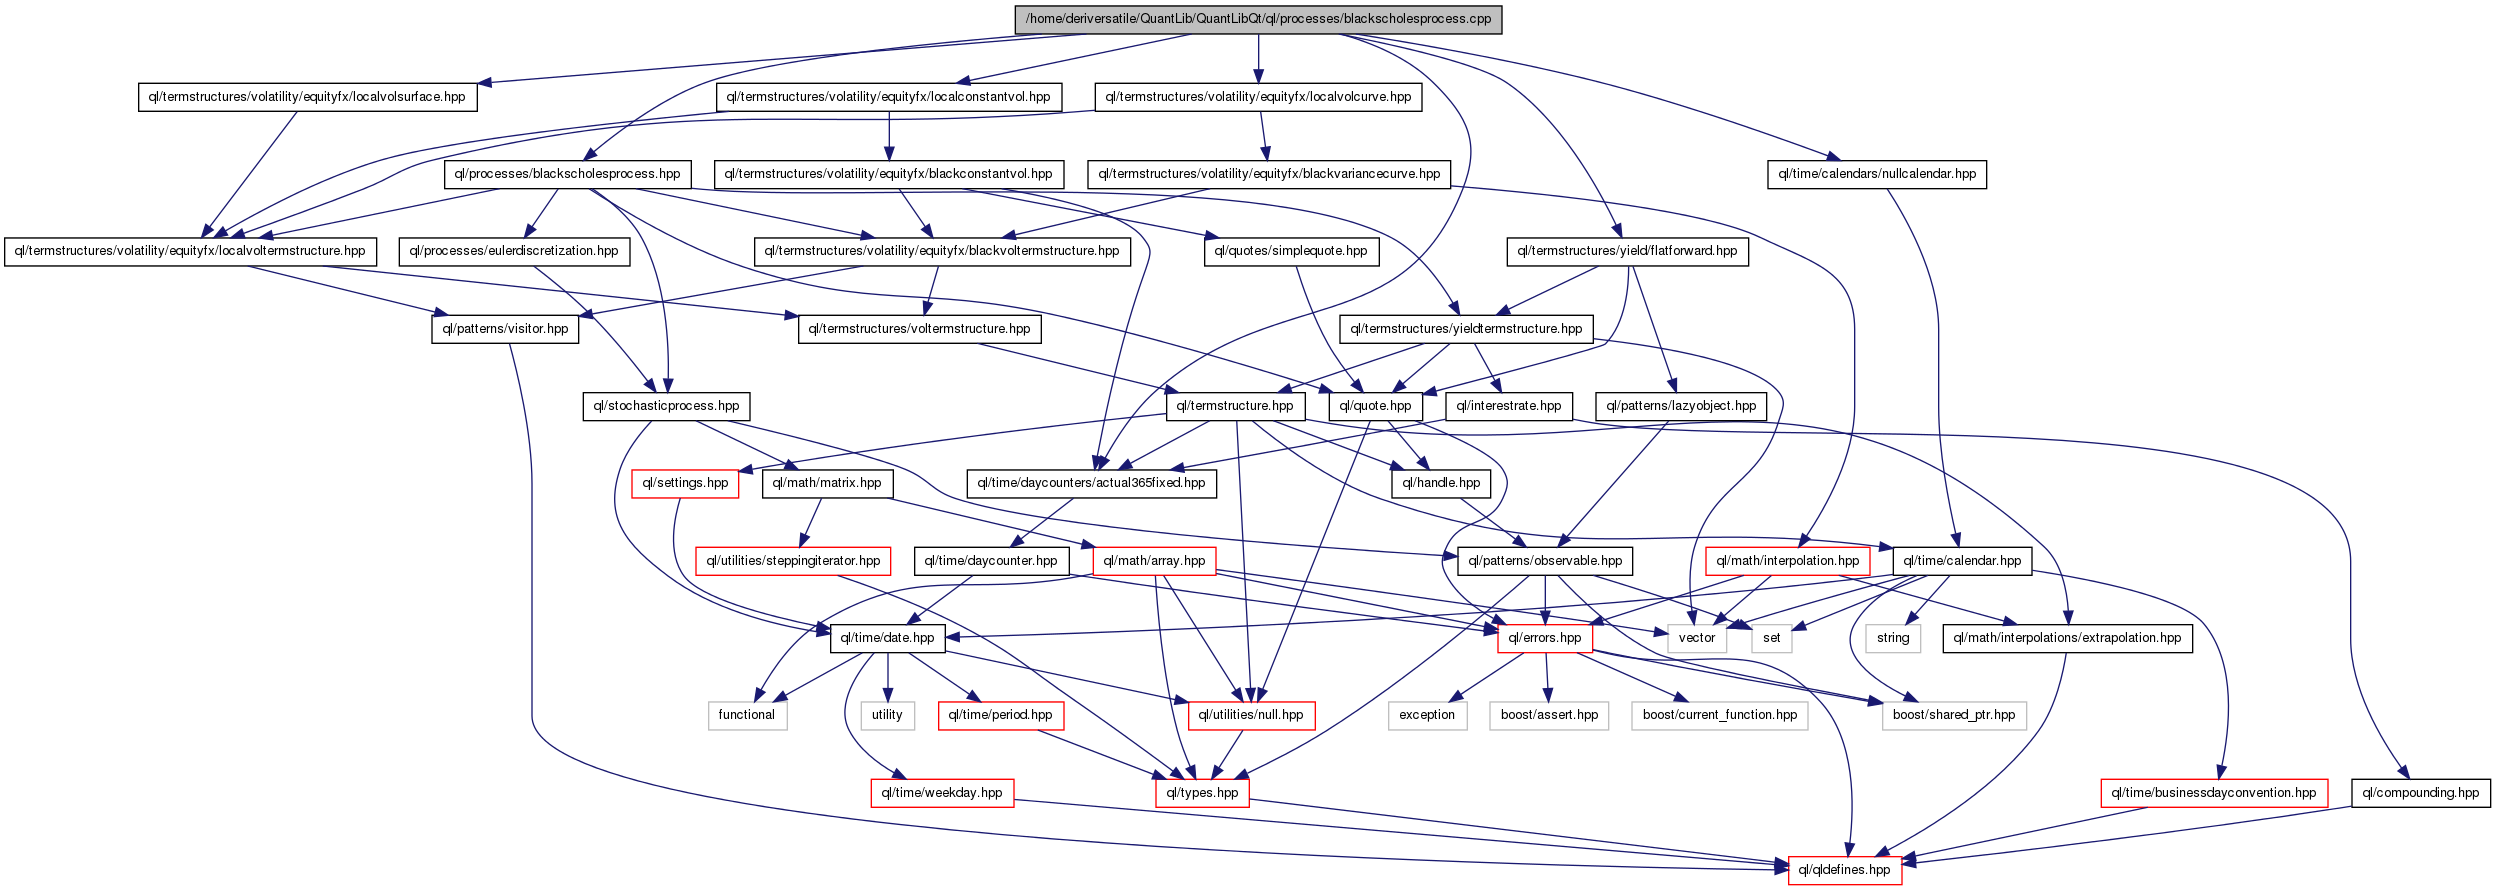 /home/deriversatile/QuantLib/QuantLibQt/ql/processes/blackscholesprocess.cpp
ql/termstructures/volatility/equityfx/localvolsurface.hpp
ql/termstructures/volatility/equityfx/localconstantvol.hpp
ql/termstructures/volatility/equityfx/localvolcurve.hpp
ql/processes/blackscholesprocess.hpp
ql/termstructures/volatility/equityfx/blackconstantvol.hpp
ql/termstructures/volatility/equityfx/blackvariancecurve.hpp
ql/time/calendars/nullcalendar.hpp
ql/termstructures/volatility/equityfx/localvoltermstructure.hpp
ql/processes/eulerdiscretization.hpp
ql/termstructures/volatility/equityfx/blackvoltermstructure.hpp
ql/quotes/simplequote.hpp
ql/termstructures/yield/flatforward.hpp
ql/patterns/visitor.hpp
ql/termstructures/voltermstructure.hpp
ql/termstructures/yieldtermstructure.hpp
ql/stochasticprocess.hpp
ql/termstructure.hpp
ql/quote.hpp
ql/interestrate.hpp
ql/patterns/lazyobject.hpp
ql/settings.hpp
ql/math/matrix.hpp
ql/time/daycounters/actual365fixed.hpp
ql/handle.hpp
ql/utilities/steppingiterator.hpp
ql/time/daycounter.hpp
ql/math/array.hpp
ql/patterns/observable.hpp
ql/math/interpolation.hpp
ql/time/calendar.hpp
ql/time/date.hpp
ql/errors.hpp
vector
set
string
ql/math/interpolations/extrapolation.hpp
functional
utility
ql/time/period.hpp
ql/utilities/null.hpp
exception
boost/assert.hpp
boost/current_function.hpp
boost/shared_ptr.hpp
ql/time/weekday.hpp
ql/types.hpp
ql/time/businessdayconvention.hpp
ql/compounding.hpp
ql/qldefines.hpp